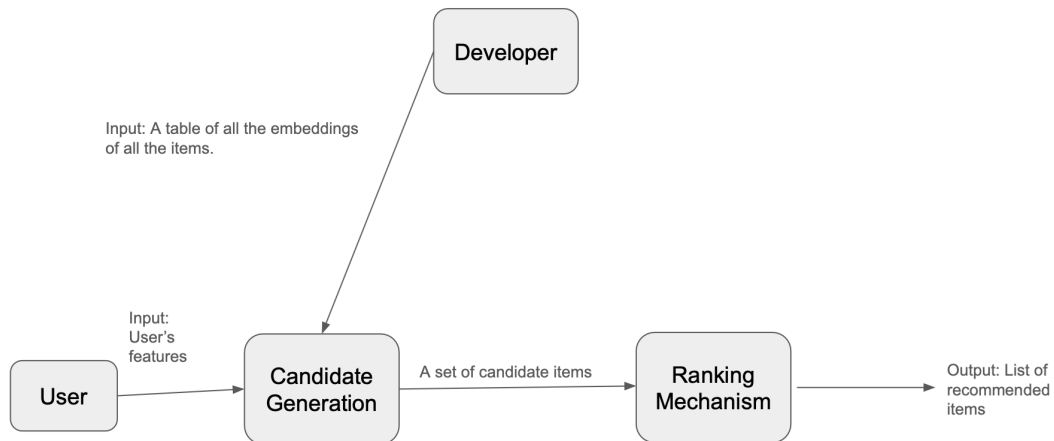 Developer
Input: A table of all the embeddings
of all the items.
Input:
User's
features
User
Candidate
Generation
A set of candidate items
Ranking
Mechanism
Output: List of
recommended
items